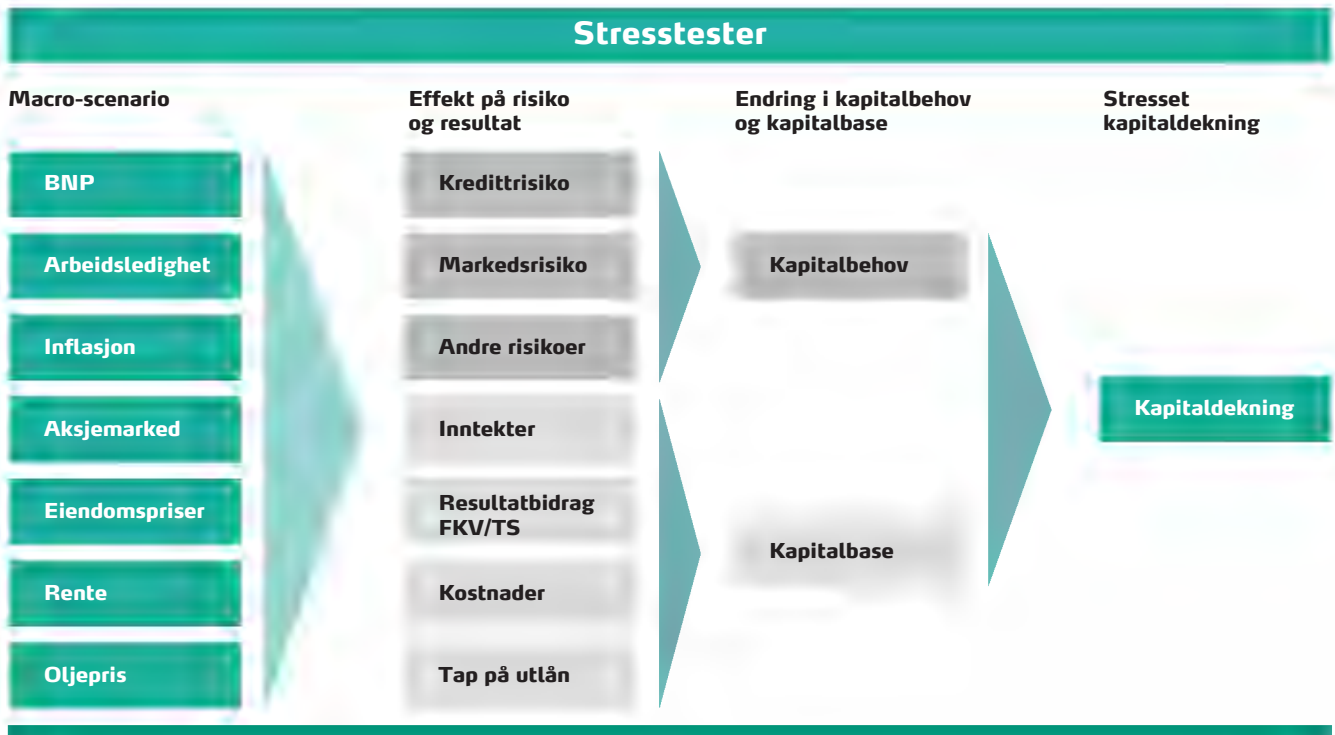 Stresstester
Macro-scenario
BNP
Arbeidsledighet
Inflasjon
Aksjemarked
Eiendomspriser
Rente
Oljepris
Effekt på risiko
og resultat
Kredittrisiko
Markedsrisiko
Andre risikoer
Inntekter
Resultatbidrag
FKV/TS
Kostnader
Tap på utlån
Endring i kapitalbehov
og kapitalbase
Kapitalbehov
Kapitalbase
Stresset
kapitaldekning
Kapitaldekning